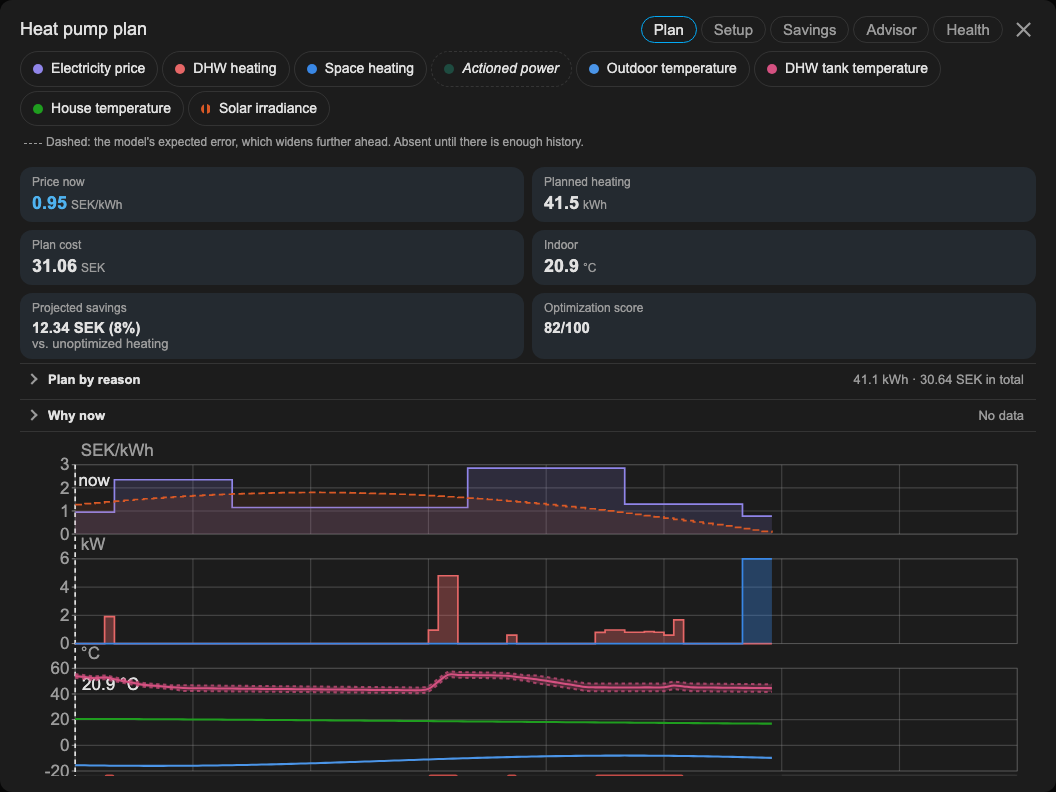 Heat pump plan
Plan
Setup
Savings
Advisor
Health
Electricity price
DHW heating
Space heating
Actioned power
Outdoor temperature
DHW tank temperature
House temperature
Solar irradiance
---- Dashed: the model's expected error, which widens further ahead. Absent until there is enough history.
Price now
0.95 SEK/kWh
Planned heating
41.5 kWh
Plan cost
31.06 SEK
Indoor
20.9 °C
Projected savings
12.34 SEK (8%)
vs. unoptimized heating
Optimization score
82/100
Plan by reason
41.1 kWh · 30.64 SEK in total
Why now
No data
SEK/kWh
3
now
2
1
0
kW
6
4
2
0
°C
60
20.9 °C
40
20
0
-20